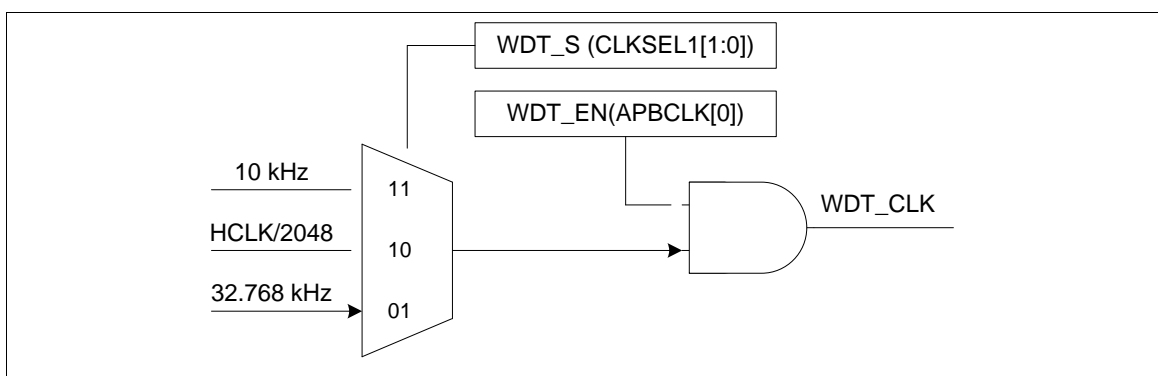 WDT_S (CLKSEL1[1:0])
WDT_EN(APBCLK[0])
10 kHz
11
WDT_CLK
HCLK/2048
10
32.768 kHz
01